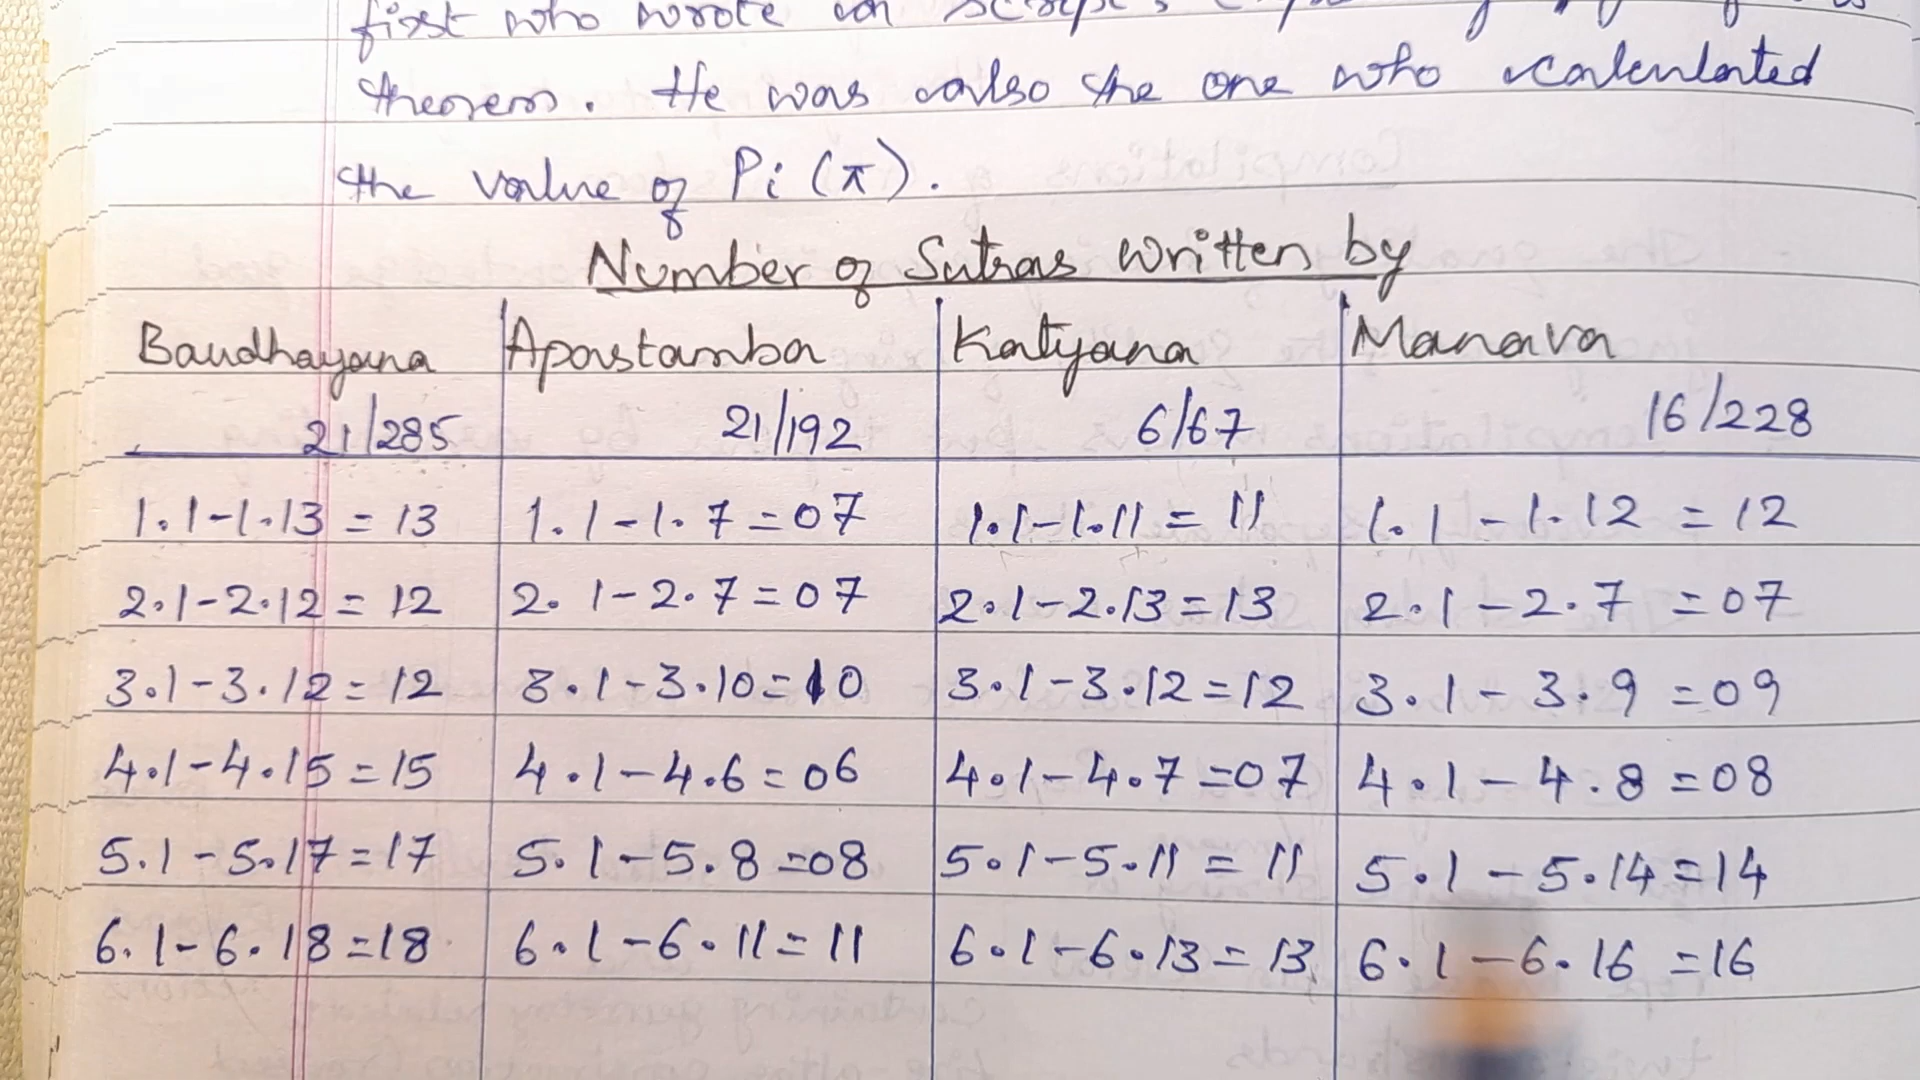 first who wrote on
theorem. He was also the one who calculated
the value of Pi (π).
Number of Sutras written by
Baudhayana Apastamba Katyana Manava
21/285 21/192 6/67 16/228
1.1-1.13 = 13 1.1-1.7=07 1.1-1.11 = 11 1.1-1.12 = 12
2.1-2.12 = 12 2.1-2.7=07 2.1-2.13=13 2.1-2.7 =07
3.1-3.12=12 3.1-3.10=10 3.1-3.12=12 3.1-3.9 =09
4.1-4.15=15 4.1-4.6=06 4.1-4.7=07 4.1-4.8=08
5.1-5.17=17 5.1-5.8=08 5.1-5.11 = 11 5.1-5.14=14
6.1-6.18=18 6.1-6.11=11 6.1-6.13=13 6.1-6.16 =16